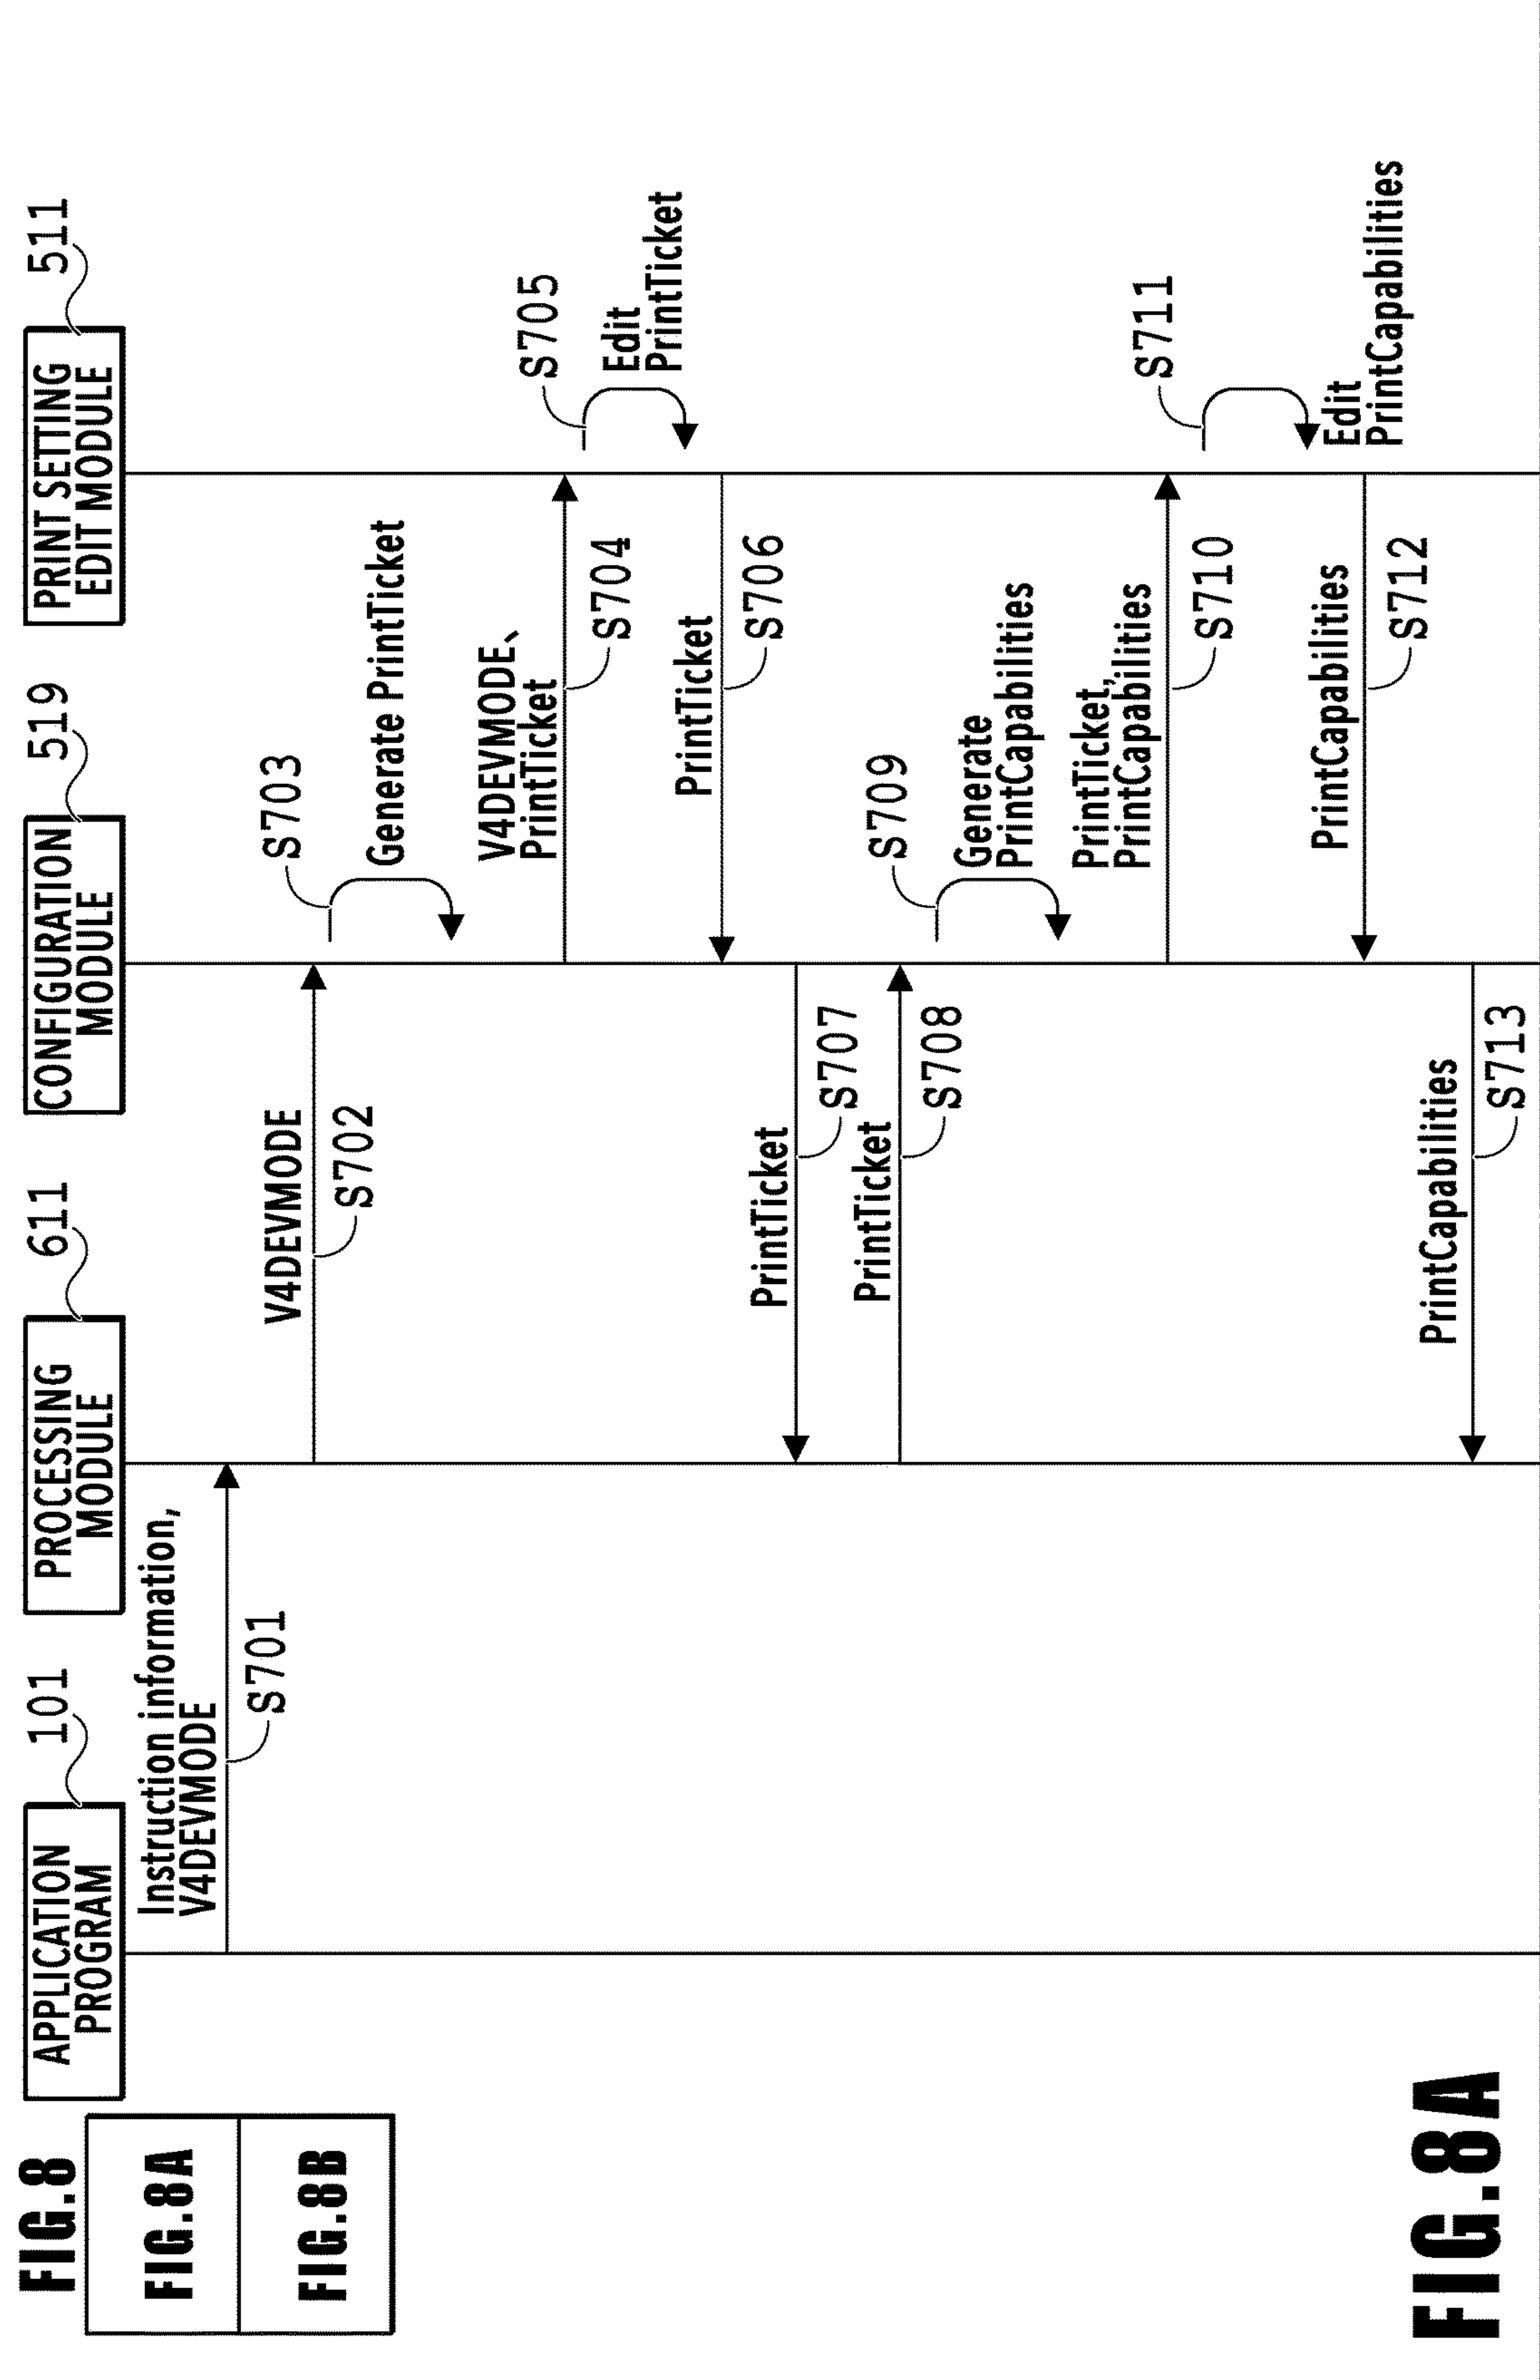 FIG.8
FIG.8A
FIG.8B
APPLICATION
PROGRAM
101
PROCESSING
MODULE
611
CONFIGURATION
MODULE
519
PRINT SETTING
EDIT MODULE
511
Instruction information,
V4DEVMODE
S701
V4DEVMODE
S702
S703
Generate PrintTicket
V4DEVMODE、
PrintTicket
S704
S705
Edit
PrintTicket
PrintTicket
S706
PrintTicket
S707
PrintTicket
S708
S709
Generate
PrintCapabilities
PrintTicket,
PrintCapabilities
S710
S711
Edit
PrintCapabilities
PrintCapabilities
S712
PrintCapabilities
S713
FIG.8A